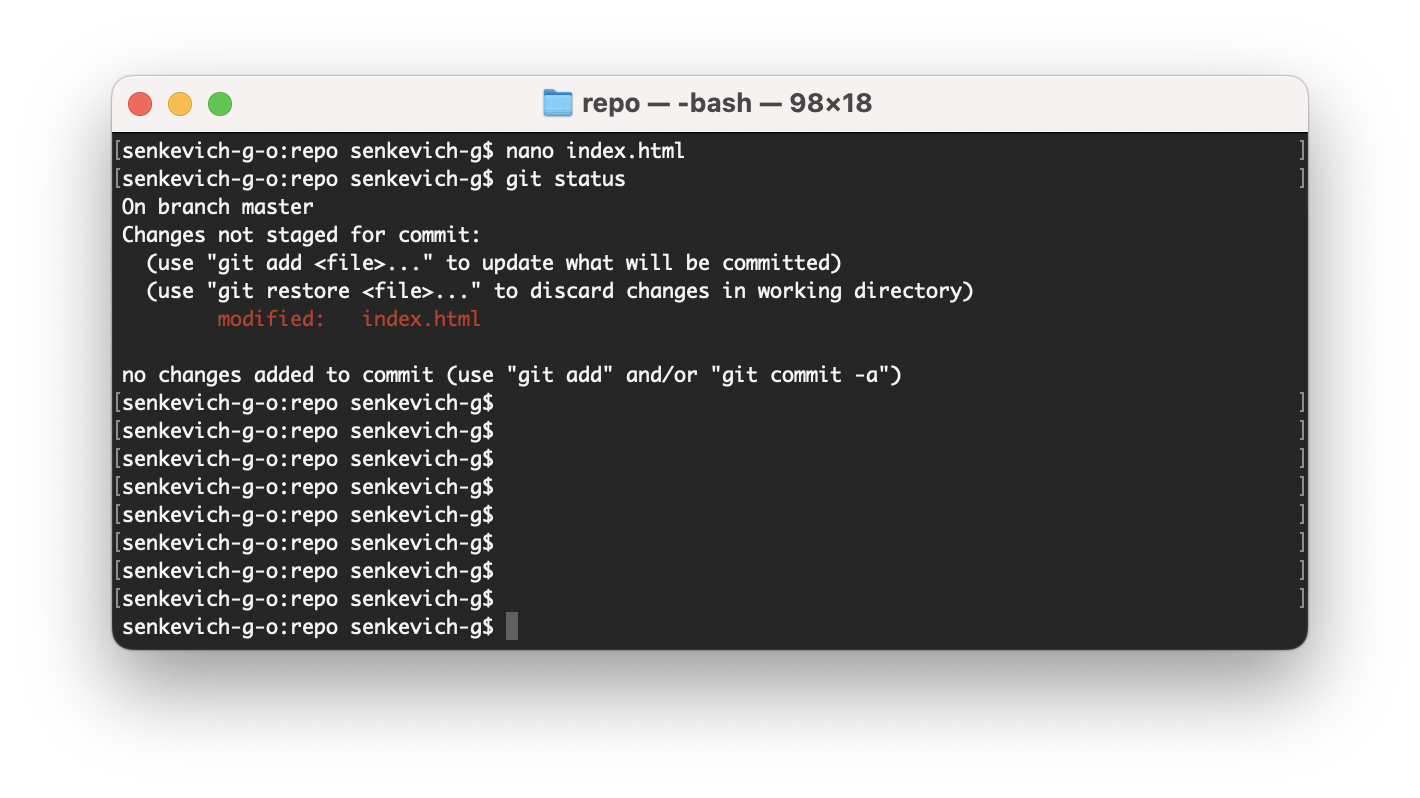 repo — -bash — 98×18
[senkevich-g-o:repo senkevich-g$ nano index.html ]
[senkevich-g-o:repo senkevich-g$ git status ]
On branch master
Changes not staged for commit:
  (use "git add <file>..." to update what will be committed)
  (use "git restore <file>..." to discard changes in working directory)
        modified:   index.html

no changes added to commit (use "git add" and/or "git commit -a")
[senkevich-g-o:repo senkevich-g$ ]
[senkevich-g-o:repo senkevich-g$ ]
[senkevich-g-o:repo senkevich-g$ ]
[senkevich-g-o:repo senkevich-g$ ]
[senkevich-g-o:repo senkevich-g$ ]
[senkevich-g-o:repo senkevich-g$ ]
[senkevich-g-o:repo senkevich-g$ ]
[senkevich-g-o:repo senkevich-g$ ]
senkevich-g-o:repo senkevich-g$